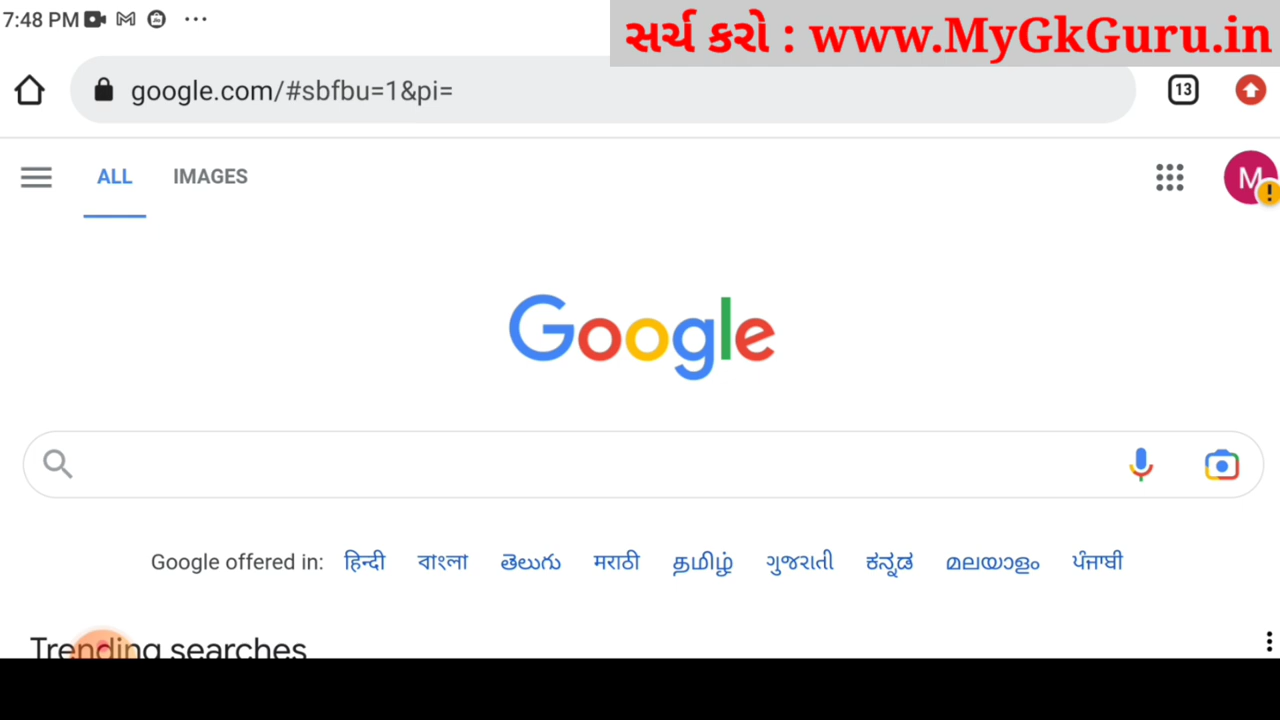 7:48 PM
સર્ચ કરો : www.MyGkGuru.in
google.com/#sbfbu=1&pi=
13
ALL IMAGES
M
Google
Google offered in: हिन्दी বাংলা తెలుగు मराठी தமிழ் ગુજરાતી ಕನ್ನಡ മലയാളം ਪੰਜਾਬੀ
Trending searches